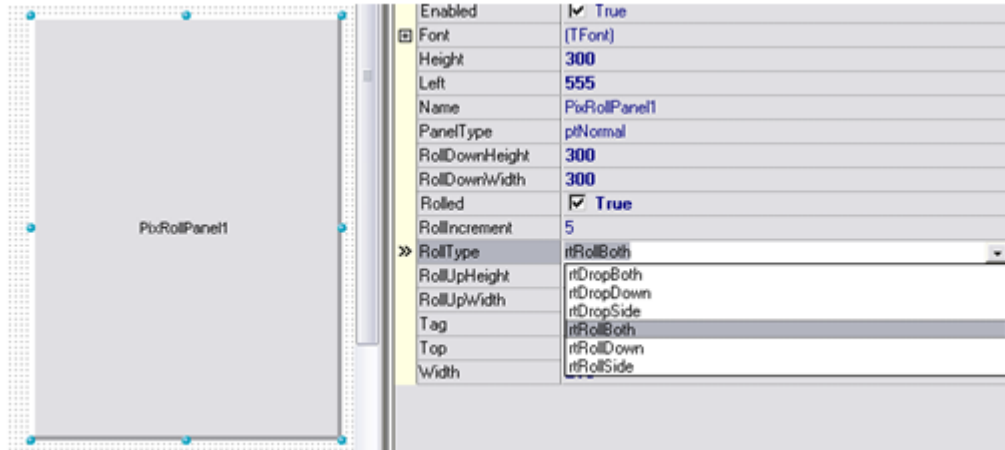 PixRollPanel1
Enabled True
Font (TFont)
Height 300
Left 555
Name PixRollPanel1
PanelType ptNormal
RollDownHeight 300
RollDownWidth 300
Rolled True
RollIncrement 5
RollType rtRollBoth
RollUpHeight
RollUpWidth
Tag
Top
Width
rtDropBoth
rtDropDown
rtDropSide
rtRollBoth
rtRollDown
rtRollSide